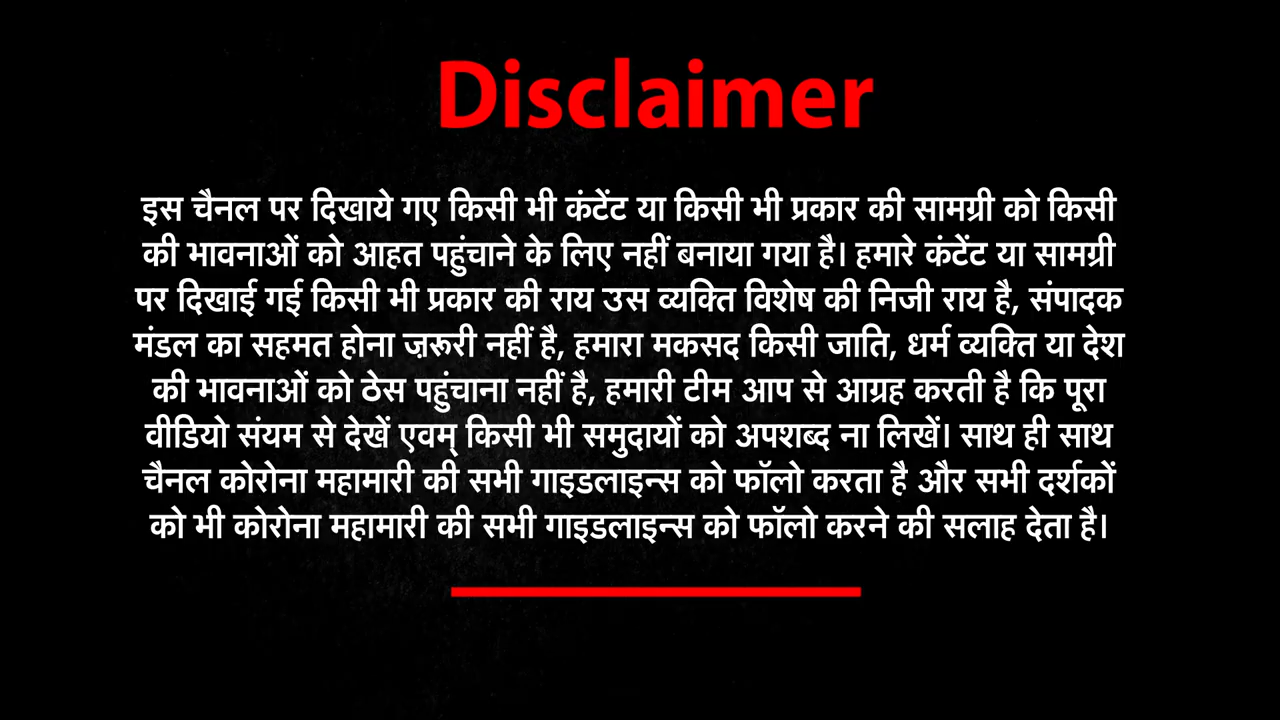 Disclaimer
इस चैनल पर दिखाये गए किसी भी कंटेंट या किसी भी प्रकार की सामग्री को किसी
की भावनाओं को आहत पहुंचाने के लिए नहीं बनाया गया है। हमारे कंटेंट या सामग्री
पर दिखाई गई किसी भी प्रकार की राय उस व्यक्ति विशेष की निजी राय है, संपादक
मंडल का सहमत होना ज़रूरी नहीं है, हमारा मकसद किसी जाति, धर्म व्यक्ति या देश
की भावनाओं को ठेस पहुंचाना नहीं है, हमारी टीम आप से आग्रह करती है कि पूरा
वीडियो संयम से देखें एवम् किसी भी समुदायों को अपशब्द ना लिखें। साथ ही साथ
चैनल कोरोना महामारी की सभी गाइडलाइन्स को फॉलो करता है और सभी दर्शकों
को भी कोरोना महामारी की सभी गाइडलाइन्स को फॉलो करने की सलाह देता है।